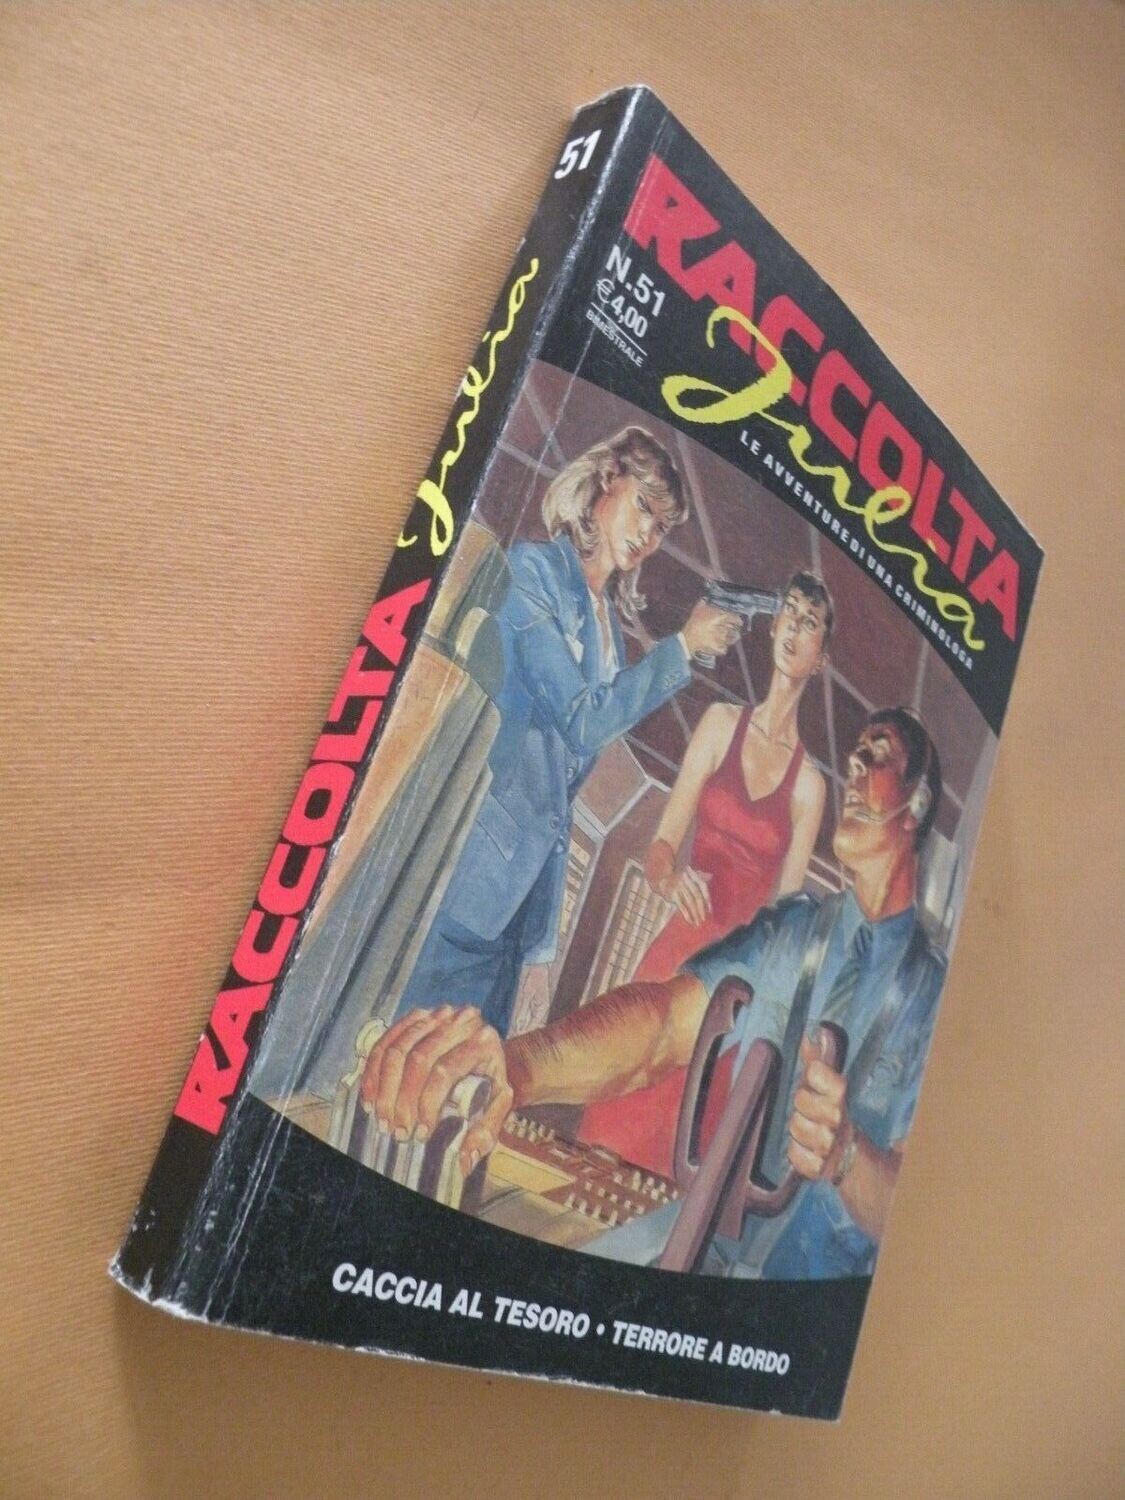 51
RACCOLTA Julia
RACCOLTA
Julia
N.51
€ 4,00
BIMESTRALE
LE AVVENTURE DI UNA CRIMINOLOGA
CACCIA AL TESORO • TERRORE A BORDO